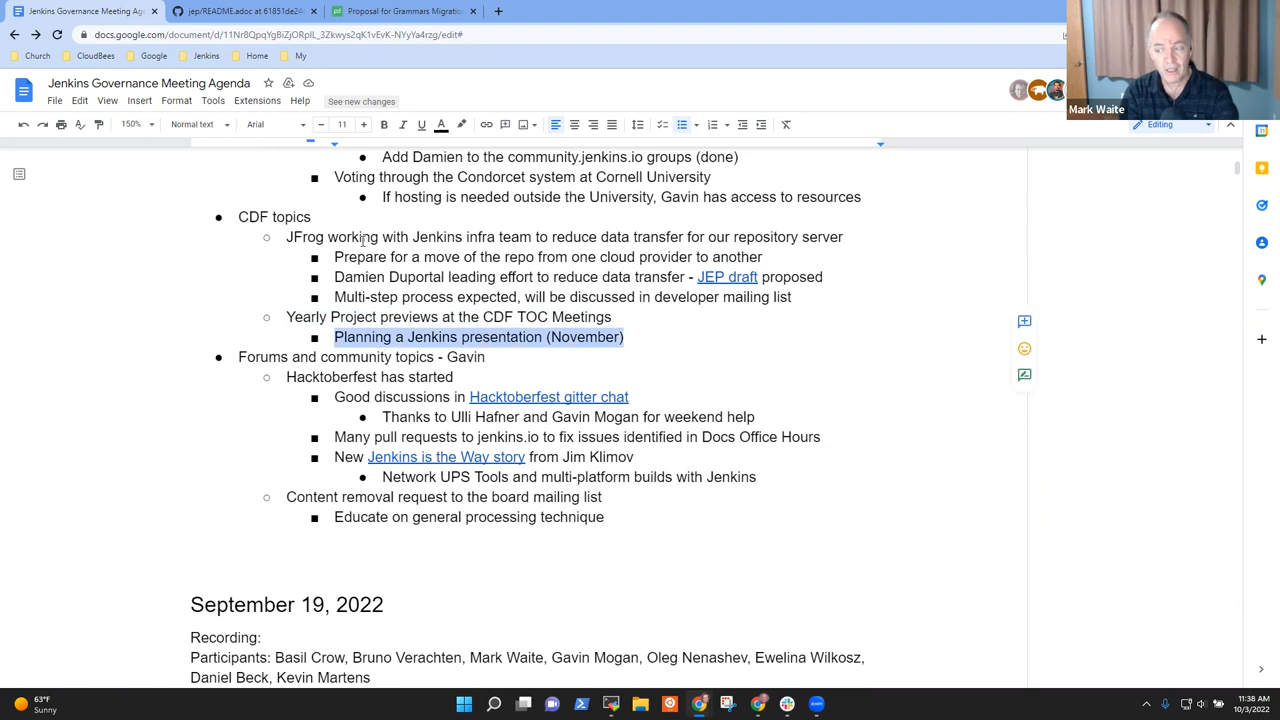 Jenkins Governance Meeting Age
jep/README.adoc at 61851de24
Proposal for Grammars Migratio
docs.google.com/document/d/11Nr8QpqYgBiZjORpIL_3Zkwys2qK1vEvK-NYyYa4rzg/edit#
Church
CloudBees
Google
Jenkins
Home
My
Jenkins Governance Meeting Agenda
File Edit View Insert Format Tools Extensions Help
See new changes
Mark Waite
150%
Normal text
Arial
11
Editing
Add Damien to the community.jenkins.io groups (done)
Voting through the Condorcet system at Cornell University
If hosting is needed outside the University, Gavin has access to resources
CDF topics
JFrog working with Jenkins infra team to reduce data transfer for our repository server
Prepare for a move of the repo from one cloud provider to another
Damien Duportal leading effort to reduce data transfer - JEP draft proposed
Multi-step process expected, will be discussed in developer mailing list
Yearly Project previews at the CDF TOC Meetings
Planning a Jenkins presentation (November)
Forums and community topics - Gavin
Hacktoberfest has started
Good discussions in Hacktoberfest gitter chat
Thanks to Ulli Hafner and Gavin Mogan for weekend help
Many pull requests to jenkins.io to fix issues identified in Docs Office Hours
New Jenkins is the Way story from Jim Klimov
Network UPS Tools and multi-platform builds with Jenkins
Content removal request to the board mailing list
Educate on general processing technique
September 19, 2022
Recording:
Participants: Basil Crow, Bruno Verachten, Mark Waite, Gavin Mogan, Oleg Nenashev, Ewelina Wilkosz,
Daniel Beck, Kevin Martens
63°F
Sunny
11:38 AM
10/3/2022